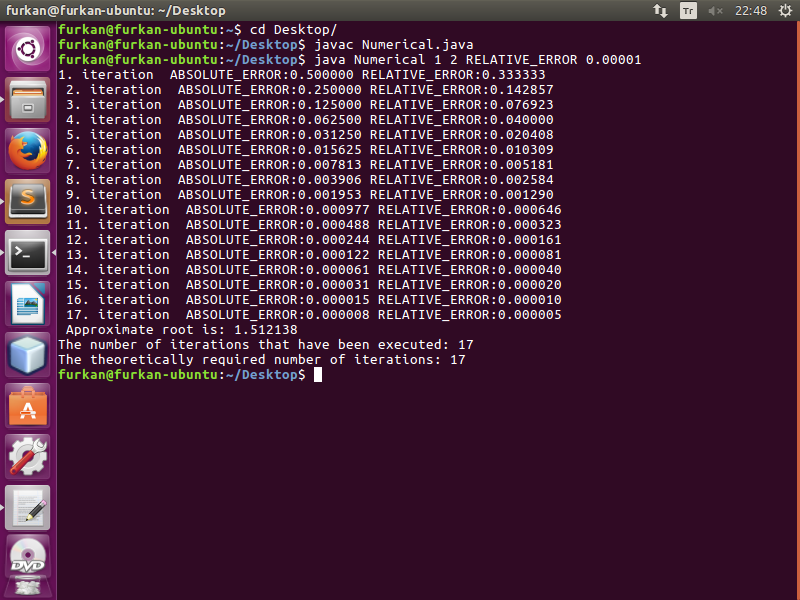 furkan@furkan-ubuntu: ~/Desktop
Tr
22:48
furkan@furkan-ubuntu:~$ cd Desktop/
furkan@furkan-ubuntu:~/Desktop$ javac Numerical.java
furkan@furkan-ubuntu:~/Desktop$ java Numerical 1 2 RELATIVE_ERROR 0.00001
1. iteration  ABSOLUTE_ERROR:0.500000 RELATIVE_ERROR:0.333333
 2. iteration  ABSOLUTE_ERROR:0.250000 RELATIVE_ERROR:0.142857
 3. iteration  ABSOLUTE_ERROR:0.125000 RELATIVE_ERROR:0.076923
 4. iteration  ABSOLUTE_ERROR:0.062500 RELATIVE_ERROR:0.040000
 5. iteration  ABSOLUTE_ERROR:0.031250 RELATIVE_ERROR:0.020408
 6. iteration  ABSOLUTE_ERROR:0.015625 RELATIVE_ERROR:0.010309
 7. iteration  ABSOLUTE_ERROR:0.007813 RELATIVE_ERROR:0.005181
 8. iteration  ABSOLUTE_ERROR:0.003906 RELATIVE_ERROR:0.002584
 9. iteration  ABSOLUTE_ERROR:0.001953 RELATIVE_ERROR:0.001290
 10. iteration  ABSOLUTE_ERROR:0.000977 RELATIVE_ERROR:0.000646
 11. iteration  ABSOLUTE_ERROR:0.000488 RELATIVE_ERROR:0.000323
 12. iteration  ABSOLUTE_ERROR:0.000244 RELATIVE_ERROR:0.000161
 13. iteration  ABSOLUTE_ERROR:0.000122 RELATIVE_ERROR:0.000081
 14. iteration  ABSOLUTE_ERROR:0.000061 RELATIVE_ERROR:0.000040
 15. iteration  ABSOLUTE_ERROR:0.000031 RELATIVE_ERROR:0.000020
 16. iteration  ABSOLUTE_ERROR:0.000015 RELATIVE_ERROR:0.000010
 17. iteration  ABSOLUTE_ERROR:0.000008 RELATIVE_ERROR:0.000005
 Approximate root is: 1.512138
The number of iterations that have been executed: 17
The theoretically required number of iterations: 17
furkan@furkan-ubuntu:~/Desktop$
DVD